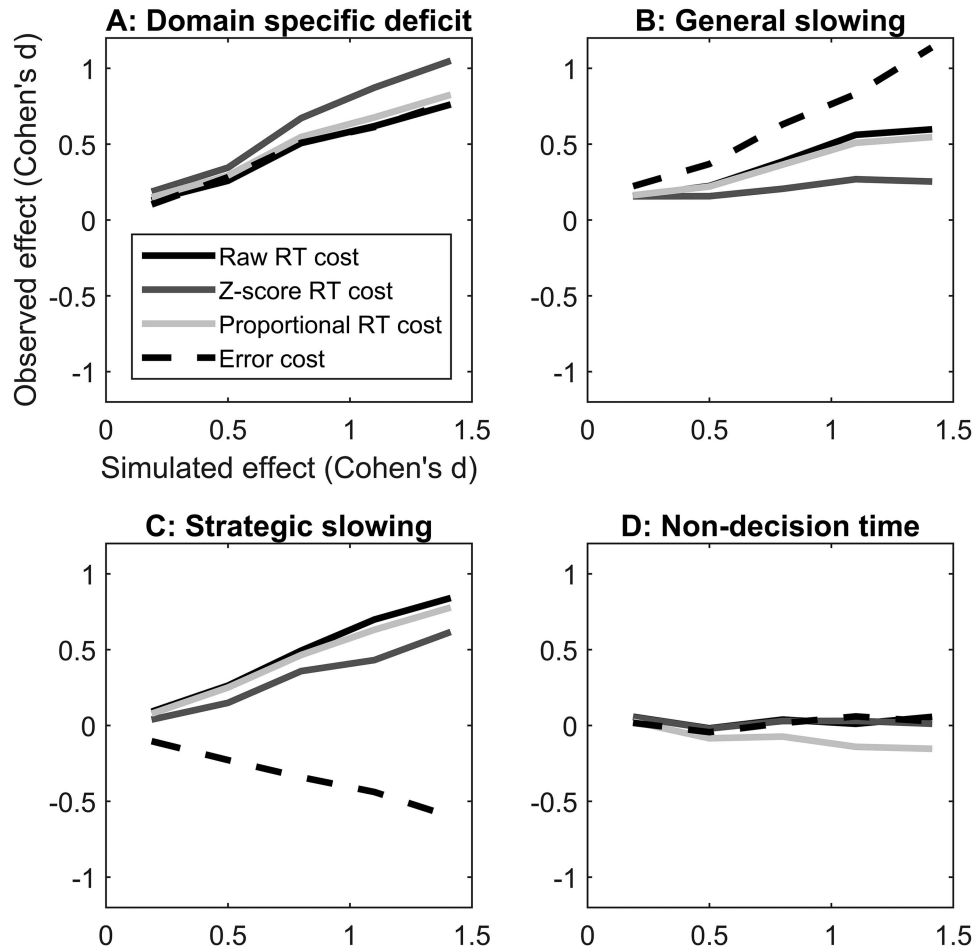 A: Domain specific deficit
B: General slowing
Observed effect (Cohen's d)
1
0.5
0
-0.5
-1
Raw RT cost
Z-score RT cost
Proportional RT cost
Error cost
0 0.5 1 1.5
Simulated effect (Cohen's d)
1
0.5
0
-0.5
-1
0 0.5 1 1.5
C: Strategic slowing
1
0.5
0
-0.5
-1
0 0.5 1 1.5
D: Non-decision time
1
0.5
0
-0.5
-1
0 0.5 1 1.5